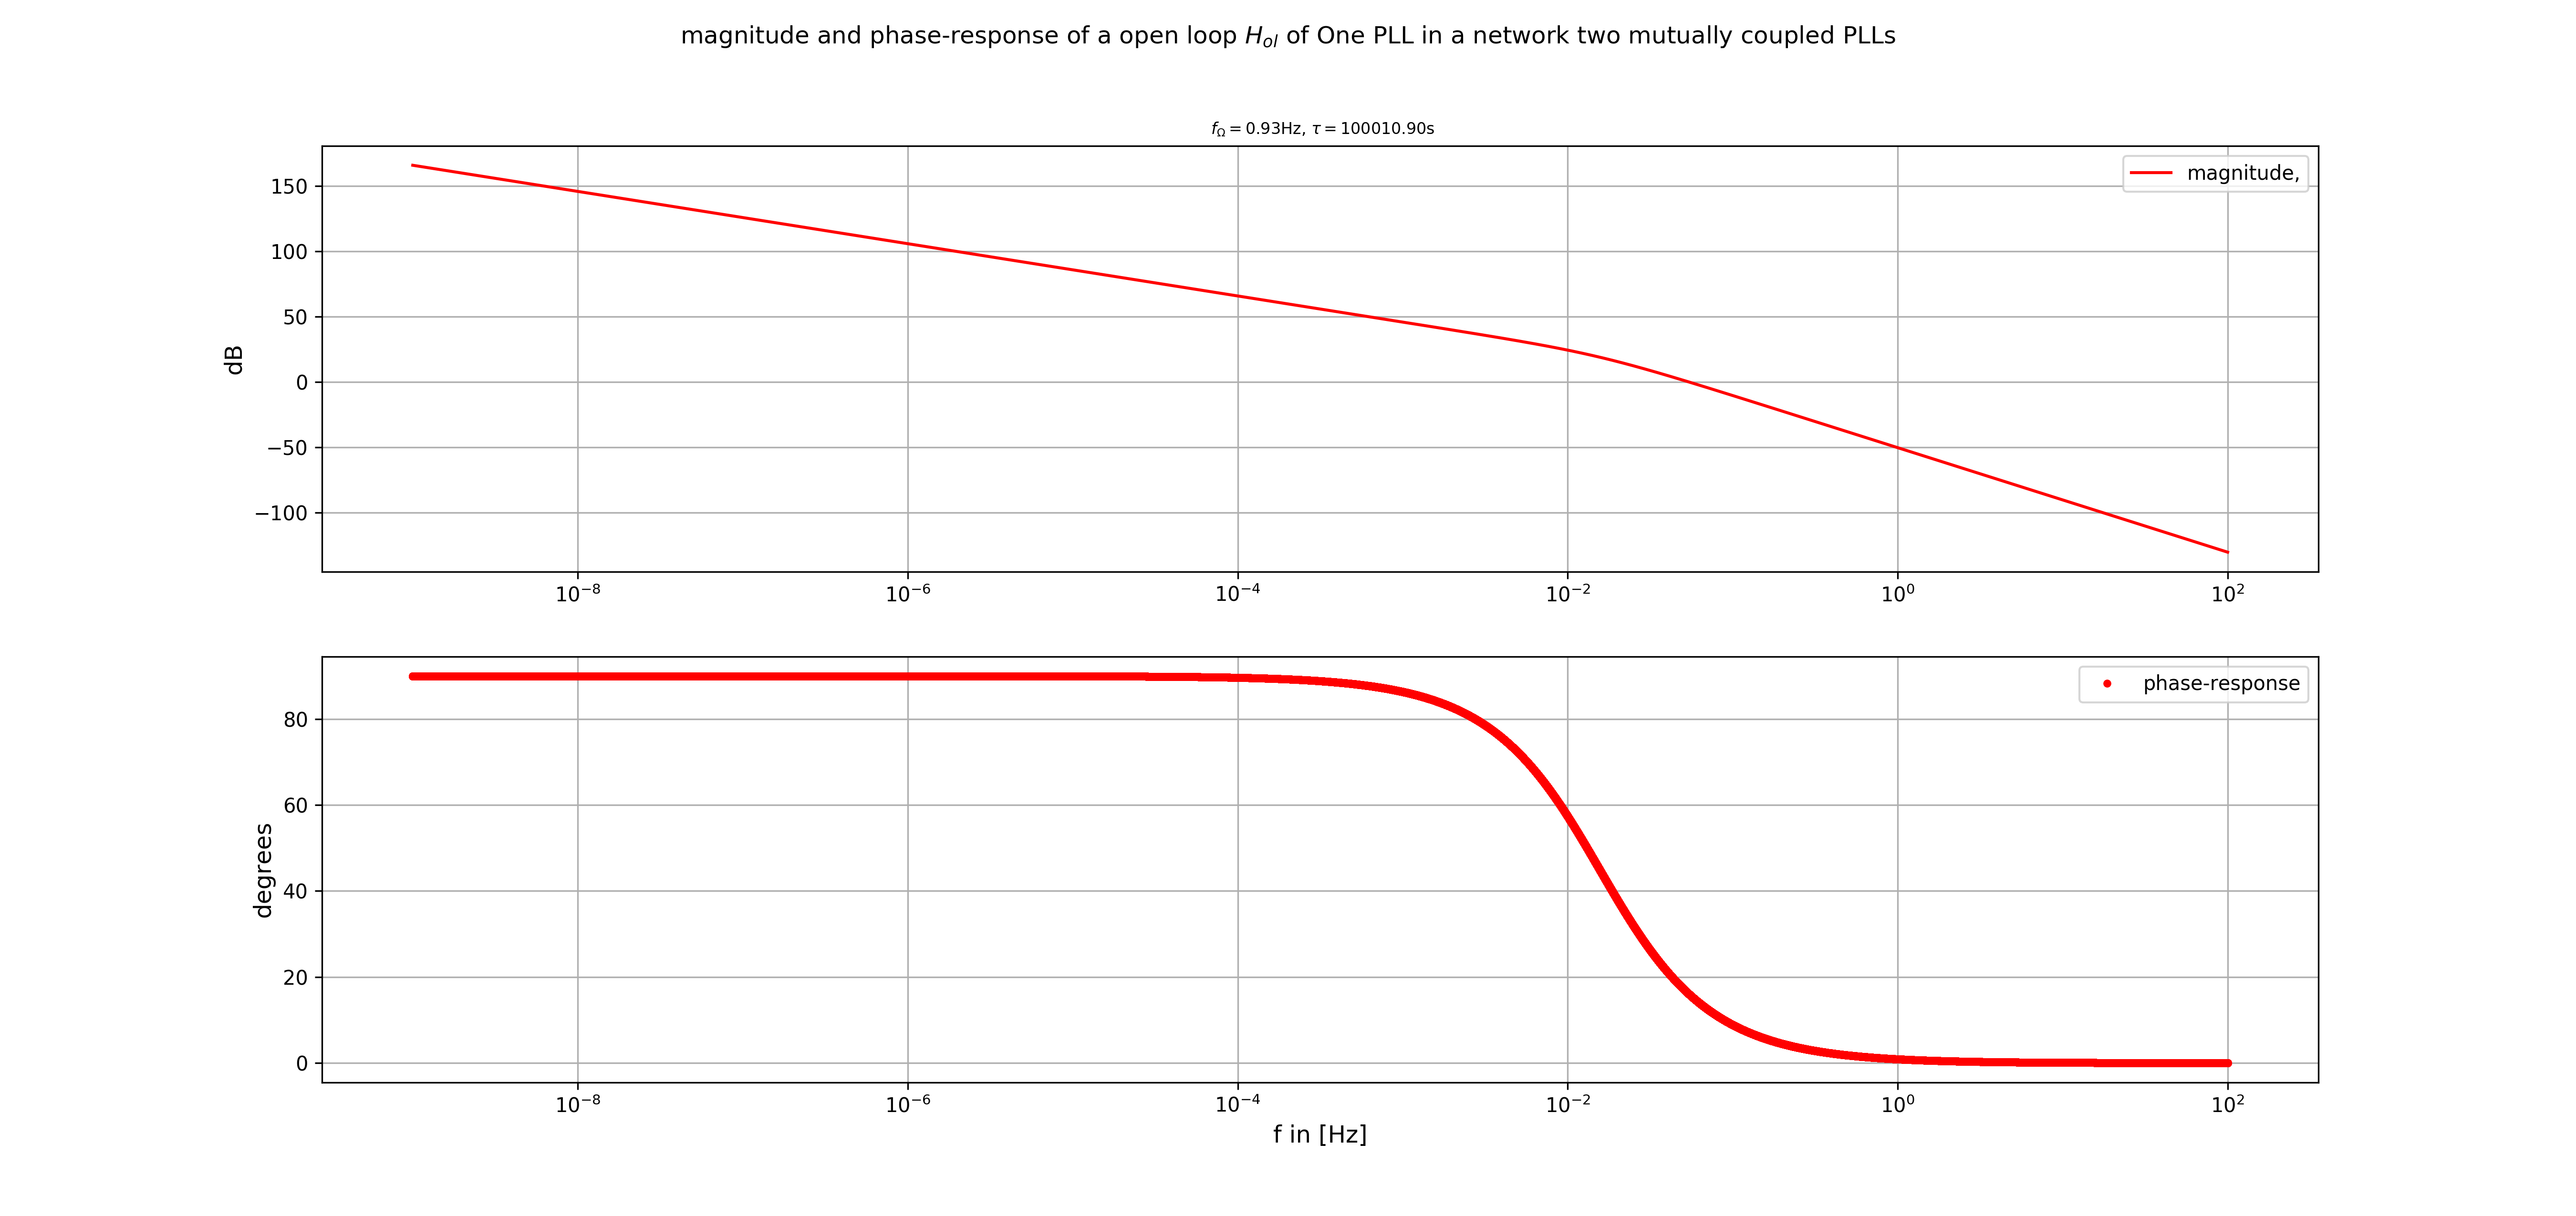 magnitude and phase-response of a open loop H_{ol} of One PLL in a network two mutually coupled PLLs
f_Ω = 0.93Hz, τ = 100010.90s
magnitude,
dB
150
100
50
0
−50
−100
10^{−8} 10^{−6} 10^{−4} 10^{−2} 10^{0} 10^{2}
phase-response
degrees
80
60
40
20
0
10^{−8} 10^{−6} 10^{−4} 10^{−2} 10^{0} 10^{2}
f in [Hz]